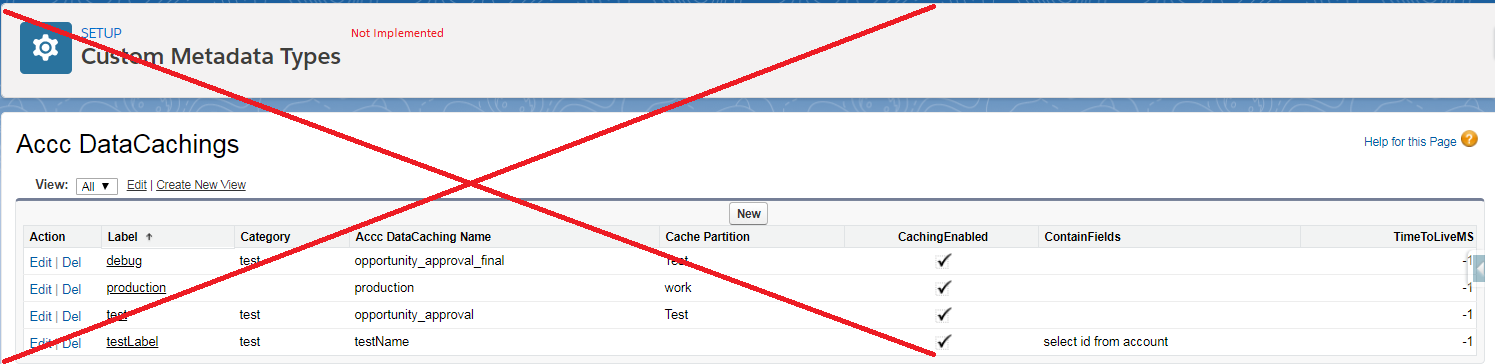 SETUP Not Implemented
Custom Metadata Types
Accc DataCachings
Help for this Page ?
View: All ▼ Edit | Create New View
New
Action Label ↑ Category Accc DataCaching Name Cache Partition CachingEnabled ContainFields TimeToLiveMS
Edit | Del debug test opportunity_approval_final Test ✓ -1
Edit | Del production production work ✓ -1
Edit | Del test test opportunity_approval Test ✓ -1
Edit | Del testLabel test testName ✓ select id from account -1